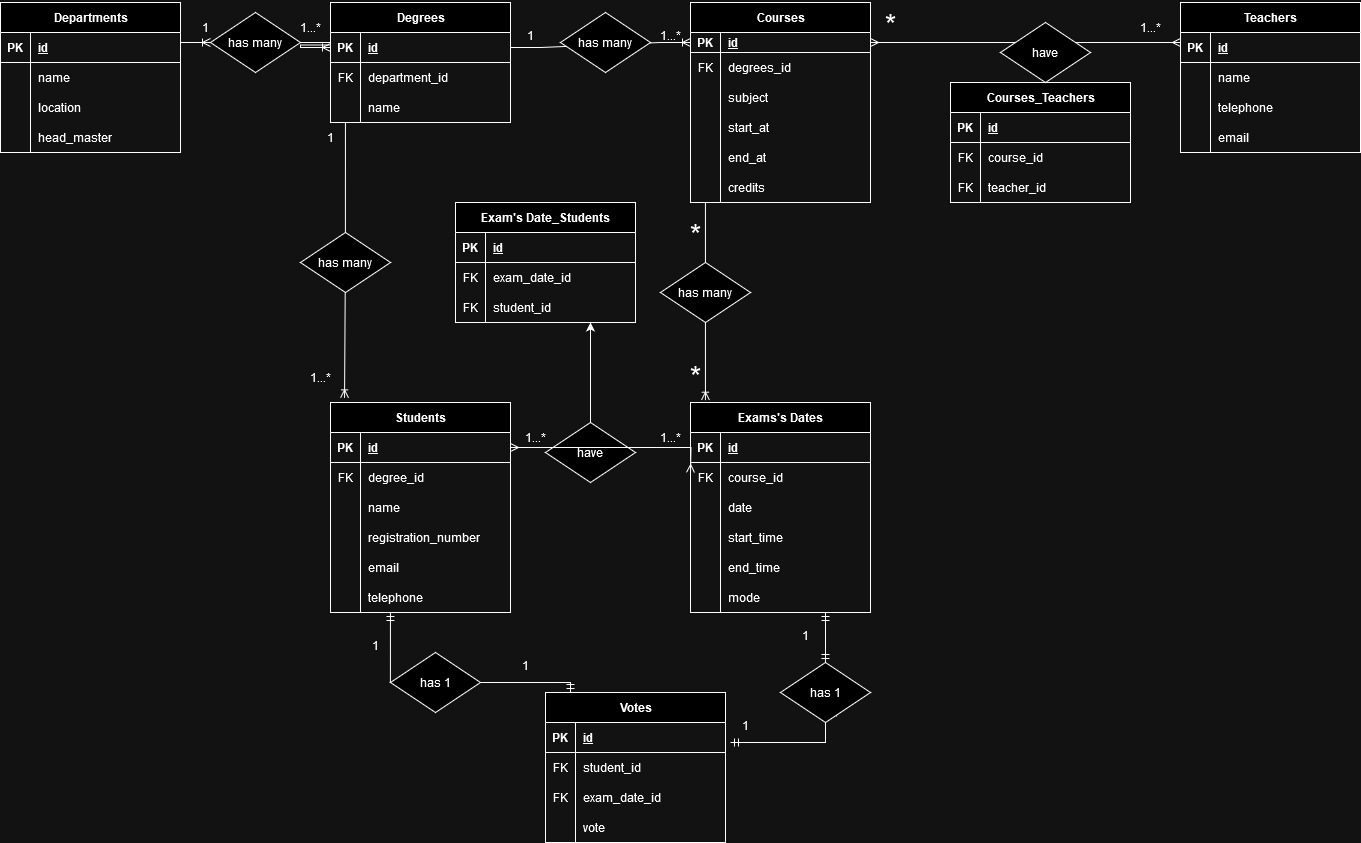 Departments
PK id
name
location
head_master
1
has many
1...*
Degrees
PK id
FK department_id
name
1
has many
1...*
Courses
PK id
FK degrees_id
subject
start_at
end_at
credits
*
have
1...*
Teachers
PK id
name
telephone
email
Courses_Teachers
PK id
FK course_id
FK teacher_id
1
has many
1...*
Exam's Date_Students
PK id
FK exam_date_id
FK student_id
*
has many
*
Students
PK id
FK degree_id
name
registration_number
email
telephone
1...*
have
1...*
Exams's Dates
PK id
FK course_id
date
start_time
end_time
mode
1
has 1
1
1
has 1
1
Votes
PK id
FK student_id
FK exam_date_id
vote